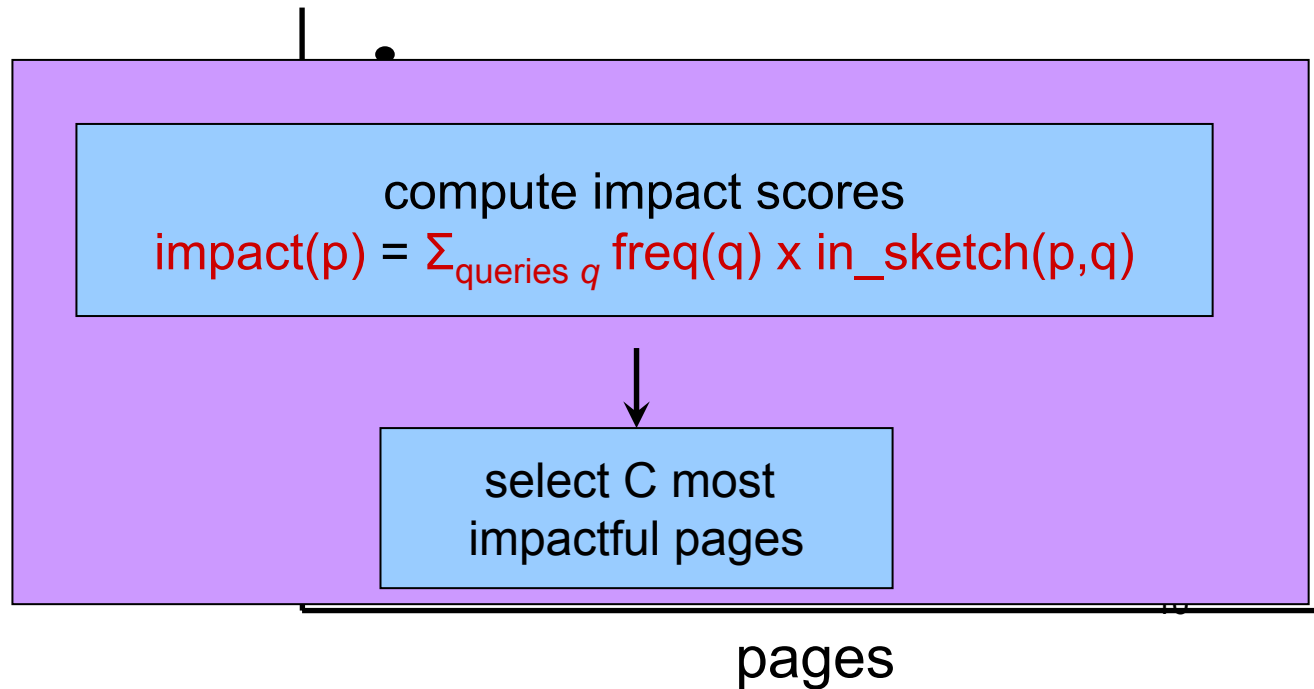 compute impact scores
impact(p) = Σqueries q freq(q) x in_sketch(p,q)
select C most
impactful pages
pages